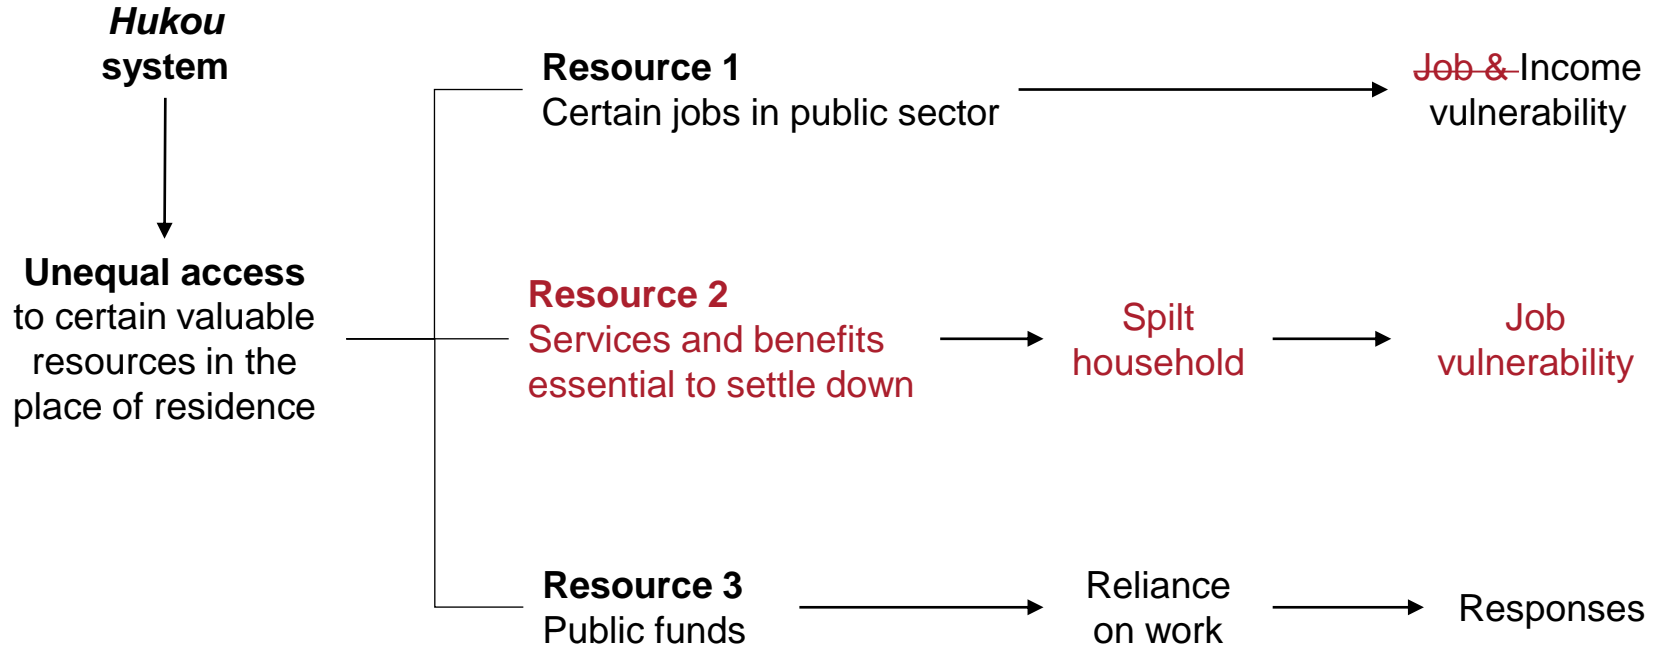 Hukou
system
Unequal access
to certain valuable
resources in the
place of residence
Resource 1
Certain jobs in public sector
Job & Income
vulnerability
Resource 2
Services and benefits
essential to settle down
Spilt
household
Job
vulnerability
Resource 3
Public funds
Reliance
on work
Responses